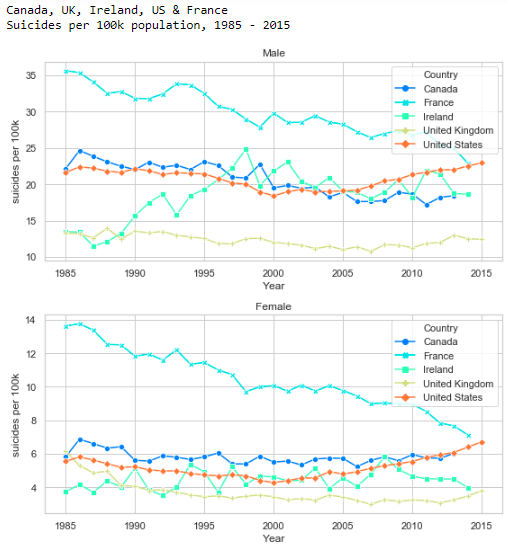 Canada, UK, Ireland, US & France
Suicides per 100k population, 1985 - 2015
Male
35
30
25
20
15
10
suicides per 100k
Country
Canada
France
Ireland
United Kingdom
United States
1985 1990 1995 2000 2005 2010 2015
Year
Female
14
12
10
8
6
4
suicides per 100k
Country
Canada
France
Ireland
United Kingdom
United States
1985 1990 1995 2000 2005 2010 2015
Year